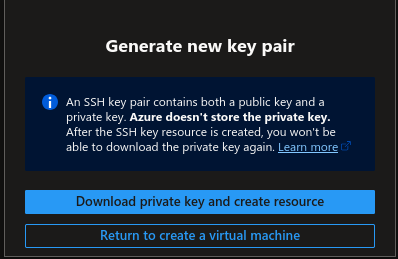 Generate new key pair
An SSH key pair contains both a public key and a
private key. Azure doesn't store the private key.
After the SSH key resource is created, you won't be
able to download the private key again. Learn more
Download private key and create resource
Return to create a virtual machine